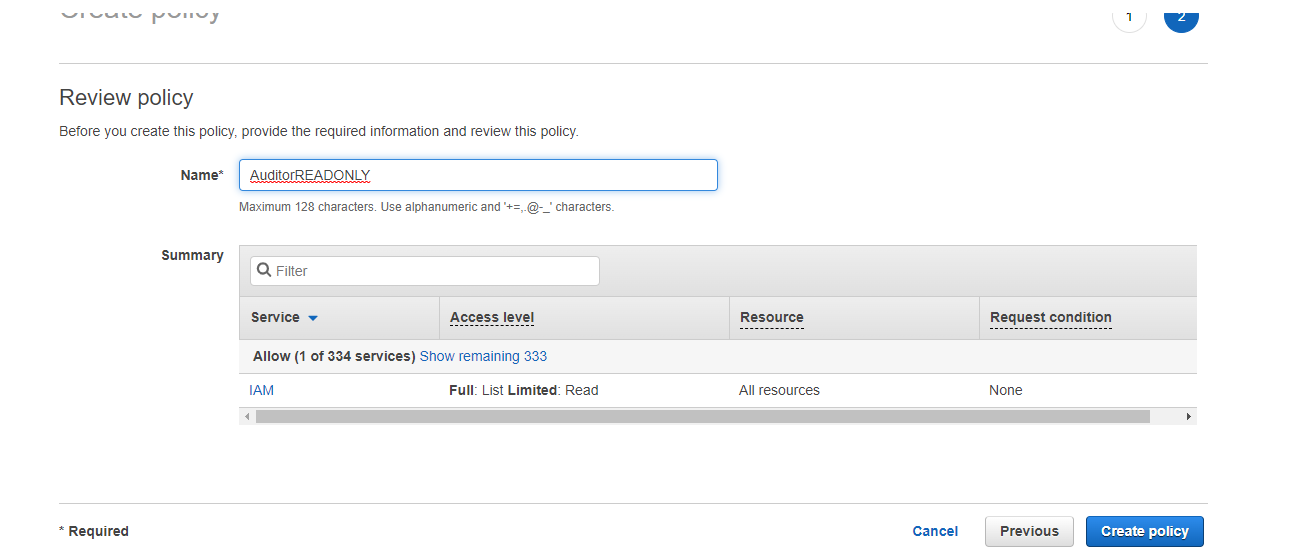 Create policy
1 2
Review policy
Before you create this policy, provide the required information and review this policy.
Name* AuditorREADONLY
Maximum 128 characters. Use alphanumeric and '+=,.@-_' characters.
Summary
Filter
Service Access level Resource Request condition
Allow (1 of 334 services) Show remaining 333
IAM Full: List Limited: Read All resources None
* Required Cancel Previous Create policy